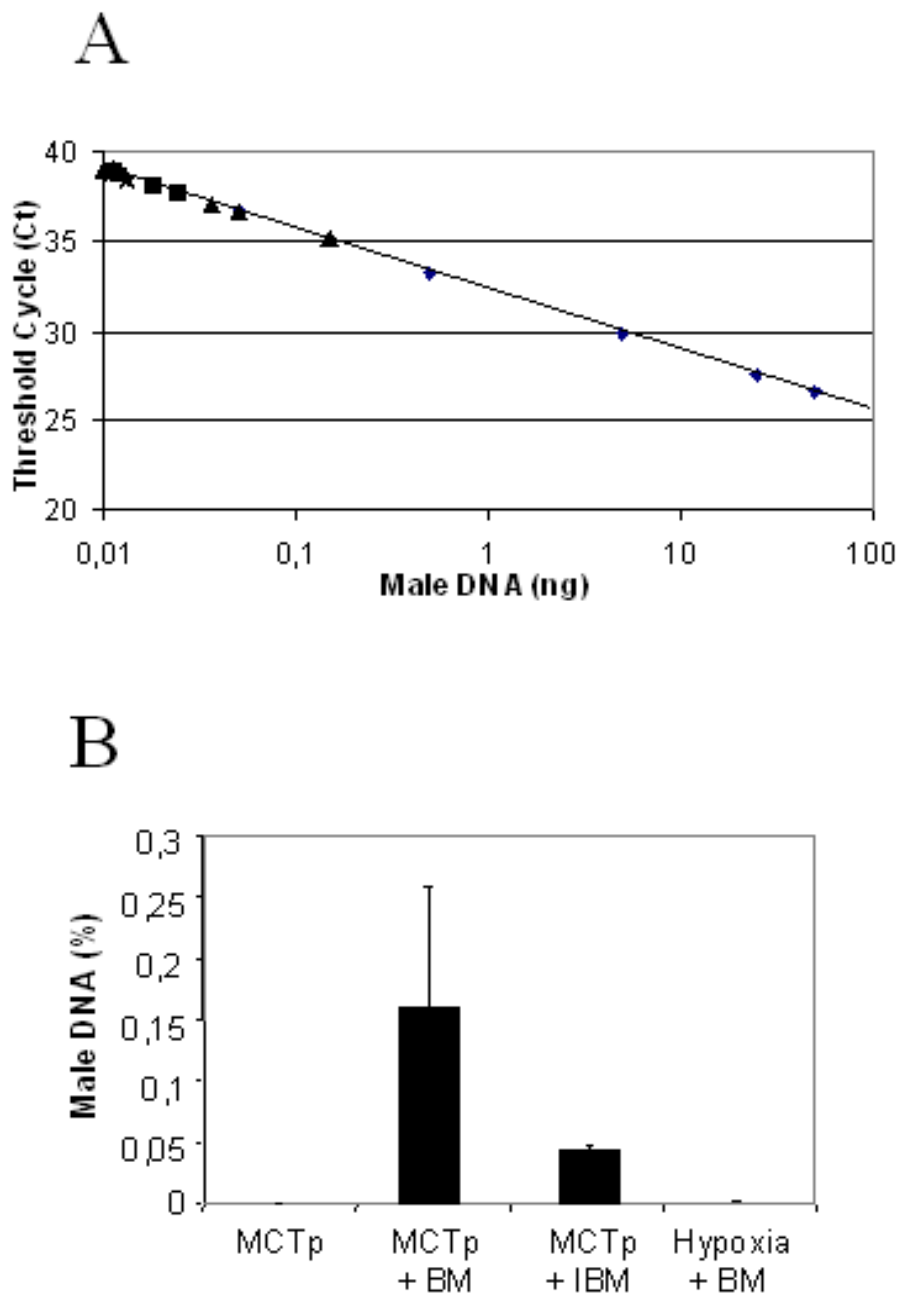 A
Threshold Cycle (Ct)
40
35
30
25
20
0,01 0,1 1 10 100
Male DNA (ng)
B
Male DNA (%)
0,3
0,25
0,2
0,15
0,1
0,05
0
MCTp MCTp MCTp Hypoxia
+ BM + IBM + BM